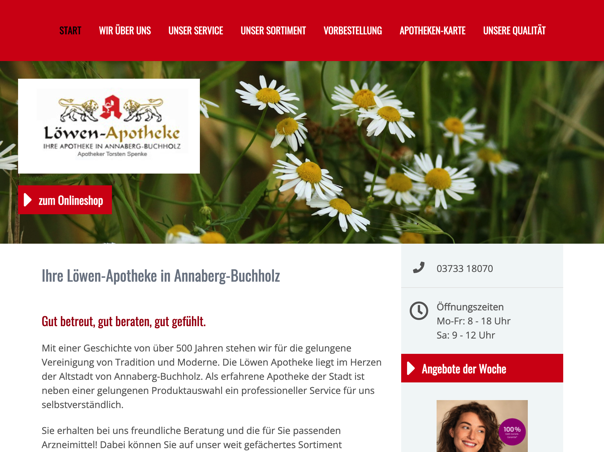 START WIR ÜBER UNS UNSER SERVICE UNSER SORTIMENT VORBESTELLUNG APOTHEKEN-KARTE UNSERE QUALITÄT
Löwen-Apotheke
IHRE APOTHEKE IN ANNABERG-BUCHHOLZ
Apotheker Torsten Spenke
zum Onlineshop
Ihre Löwen-Apotheke in Annaberg-Buchholz
Gut betreut, gut beraten, gut gefühlt.
Mit einer Geschichte von über 500 Jahren stehen wir für die gelungene
Vereinigung von Tradition und Moderne. Die Löwen Apotheke liegt im Herzen
der Altstadt von Annaberg-Buchholz. Als erfahrene Apotheke der Stadt ist
neben einer gelungenen Produktauswahl ein professioneller Service für uns
selbstverständlich.
Sie erhalten bei uns freundliche Beratung und die für Sie passenden
Arzneimittel! Dabei können Sie auf unser weit gefächertes Sortiment
03733 18070
Öffnungszeiten
Mo-Fr: 8 - 18 Uhr
Sa: 9 - 12 Uhr
Angebote der Woche
100%